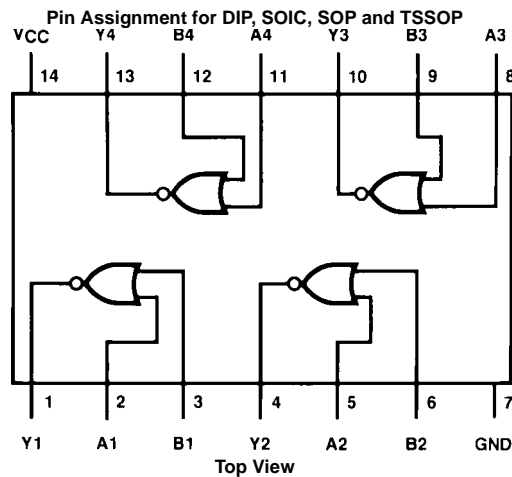 Pin Assignment for DIP, SOIC, SOP and TSSOP
VCC Y4 B4 A4 Y3 B3 A3
14 13 12 11 10 9 8
1 2 3 4 5 6 7
Y1 A1 B1 Y2 A2 B2 GND
Top View